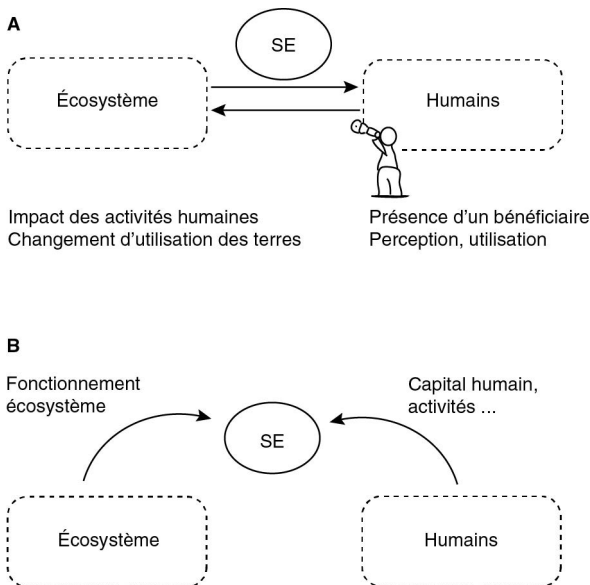 A
SE
Écosystème
Humains
Impact des activités humaines
Changement d'utilisation des terres
Présence d'un bénéficiaire
Perception, utilisation
B
Fonctionnement
écosystème
Capital humain,
activités ...
SE
Écosystème
Humains